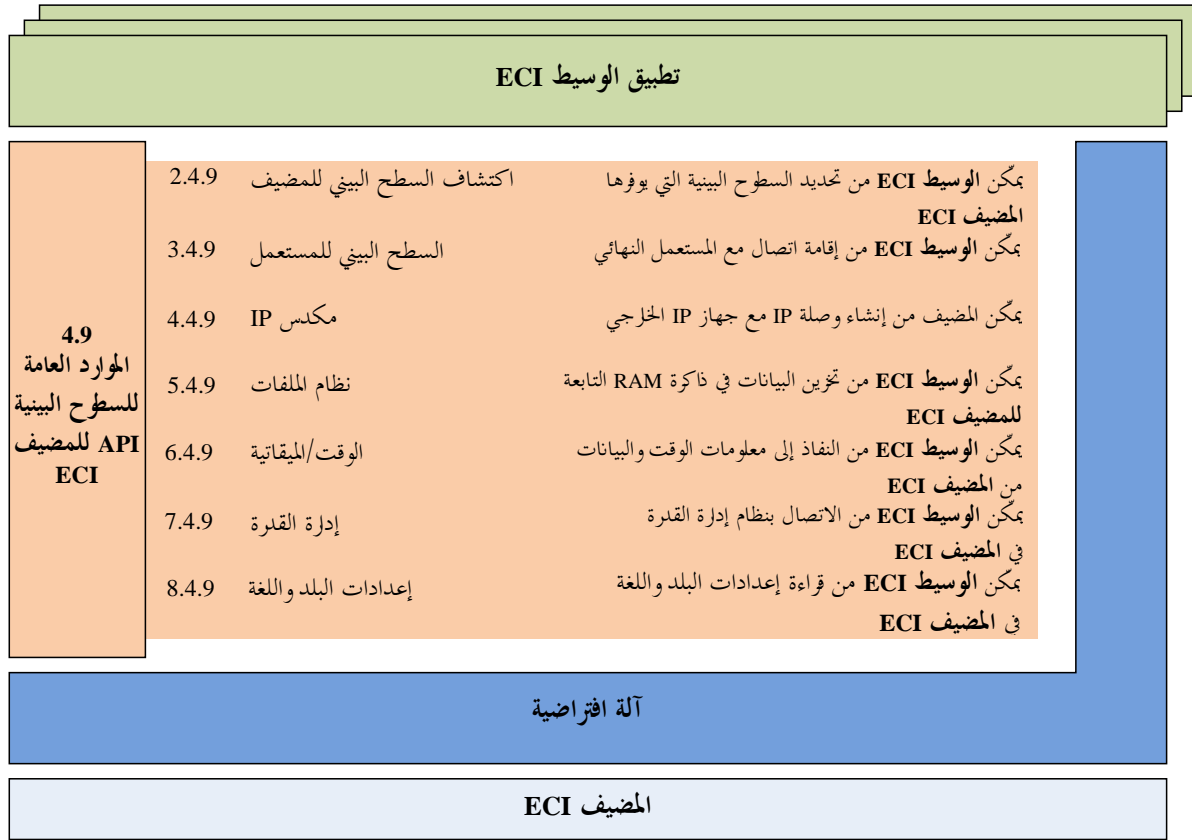 تطبيق الوسيط ECI
4.9
الموارد العامة
للسطوح البينية
API للمضيف
ECI
2.4.9 اكتشاف السطح البيني للمضيف يمكّن الوسيط ECI من تحديد السطوح البينية التي يوفرها
المضيف ECI
3.4.9 السطح البيني للمستعمل يمكّن الوسيط ECI من إقامة اتصال مع المستعمل النهائي
4.4.9 مكدس IP يمكّن المضيف من إنشاء وصلة IP مع جهاز IP الخارجي
5.4.9 نظام الملفات يمكّن الوسيط ECI من تخزين البيانات في ذاكرة RAM التابعة
للمضيف ECI
6.4.9 الوقت/الميقاتية يمكّن الوسيط ECI من النفاذ إلى معلومات الوقت والبيانات
من المضيف ECI
7.4.9 إدارة القدرة يمكّن الوسيط ECI من الاتصال بنظام إدارة القدرة
في المضيف ECI
8.4.9 إعدادات البلد واللغة يمكّن الوسيط ECI من قراءة إعدادات البلد واللغة
في المضيف ECI
آلة افتراضية
المضيف ECI